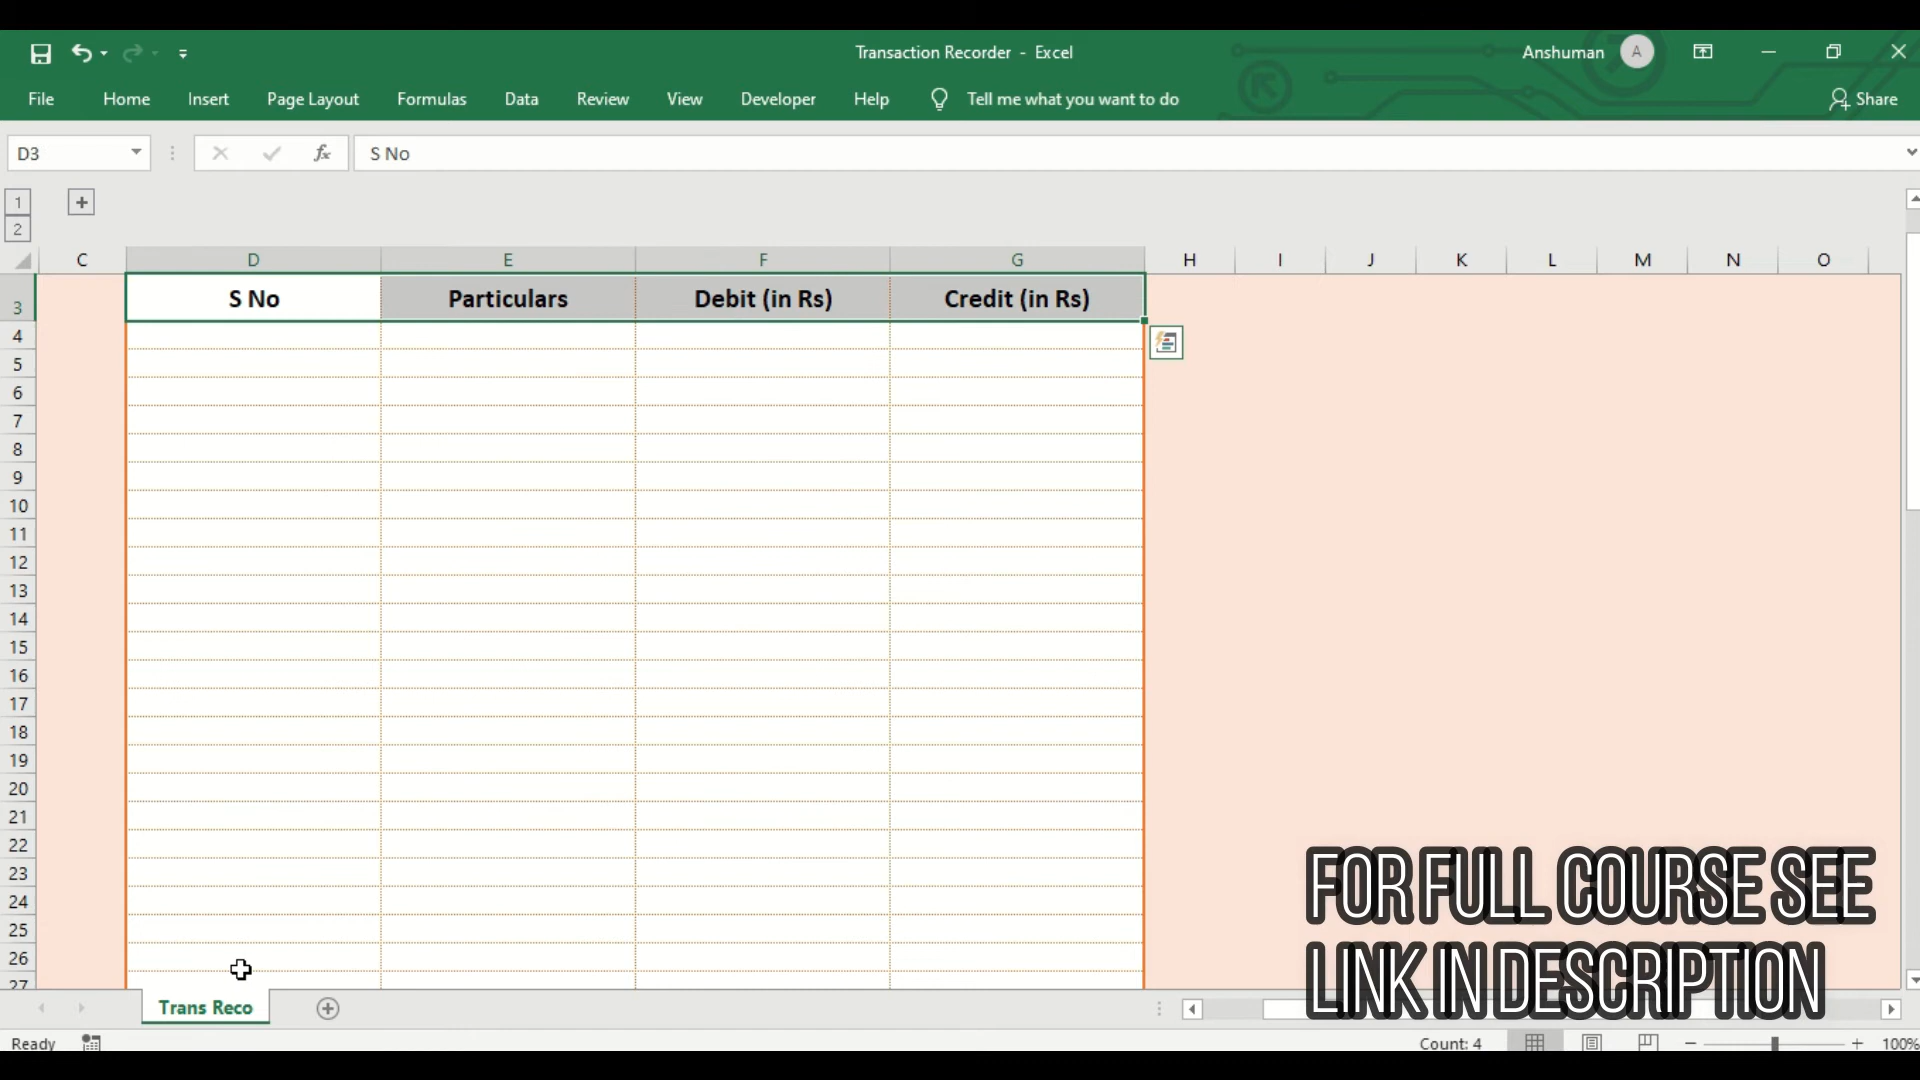 Transaction Recorder - Excel
Anshuman A
File Home Insert Page Layout Formulas Data Review View Developer Help Tell me what you want to do Share
D3 fx S No
1 +
2
C D E F G H I J K L M N O
3 S No Particulars Debit (in Rs) Credit (in Rs)
4
5
6
7
8
9
10
11
12
13
14
15
16
17
18
19
20
21
22
23
24
25
26
27
FOR FULL COURSE SEE
LINK IN DESCRIPTION
Trans Reco
Ready Count: 4 100%